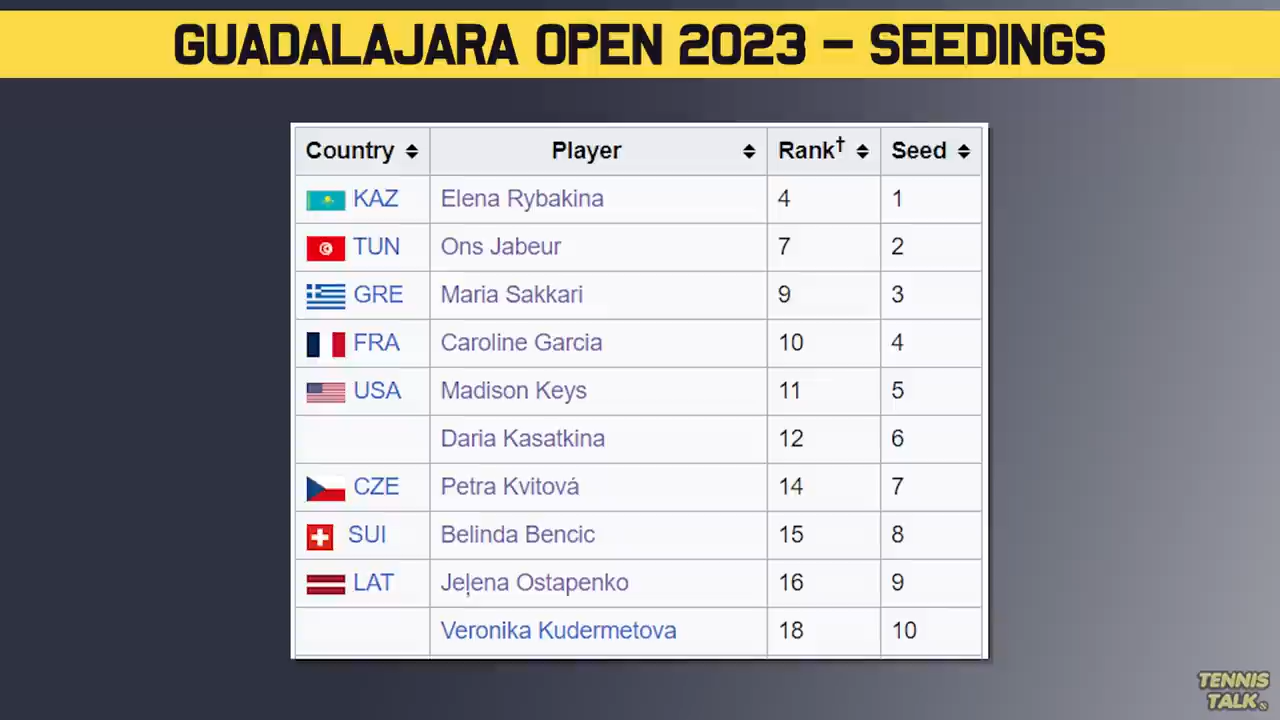 GUADALAJARA OPEN 2023 – SEEDINGS
Country Player Rank† Seed
KAZ Elena Rybakina 4 1
TUN Ons Jabeur 7 2
GRE Maria Sakkari 9 3
FRA Caroline Garcia 10 4
USA Madison Keys 11 5
Daria Kasatkina 12 6
CZE Petra Kvitová 14 7
SUI Belinda Bencic 15 8
LAT Jeļena Ostapenko 16 9
Veronika Kudermetova 18 10
TENNIS
TALK